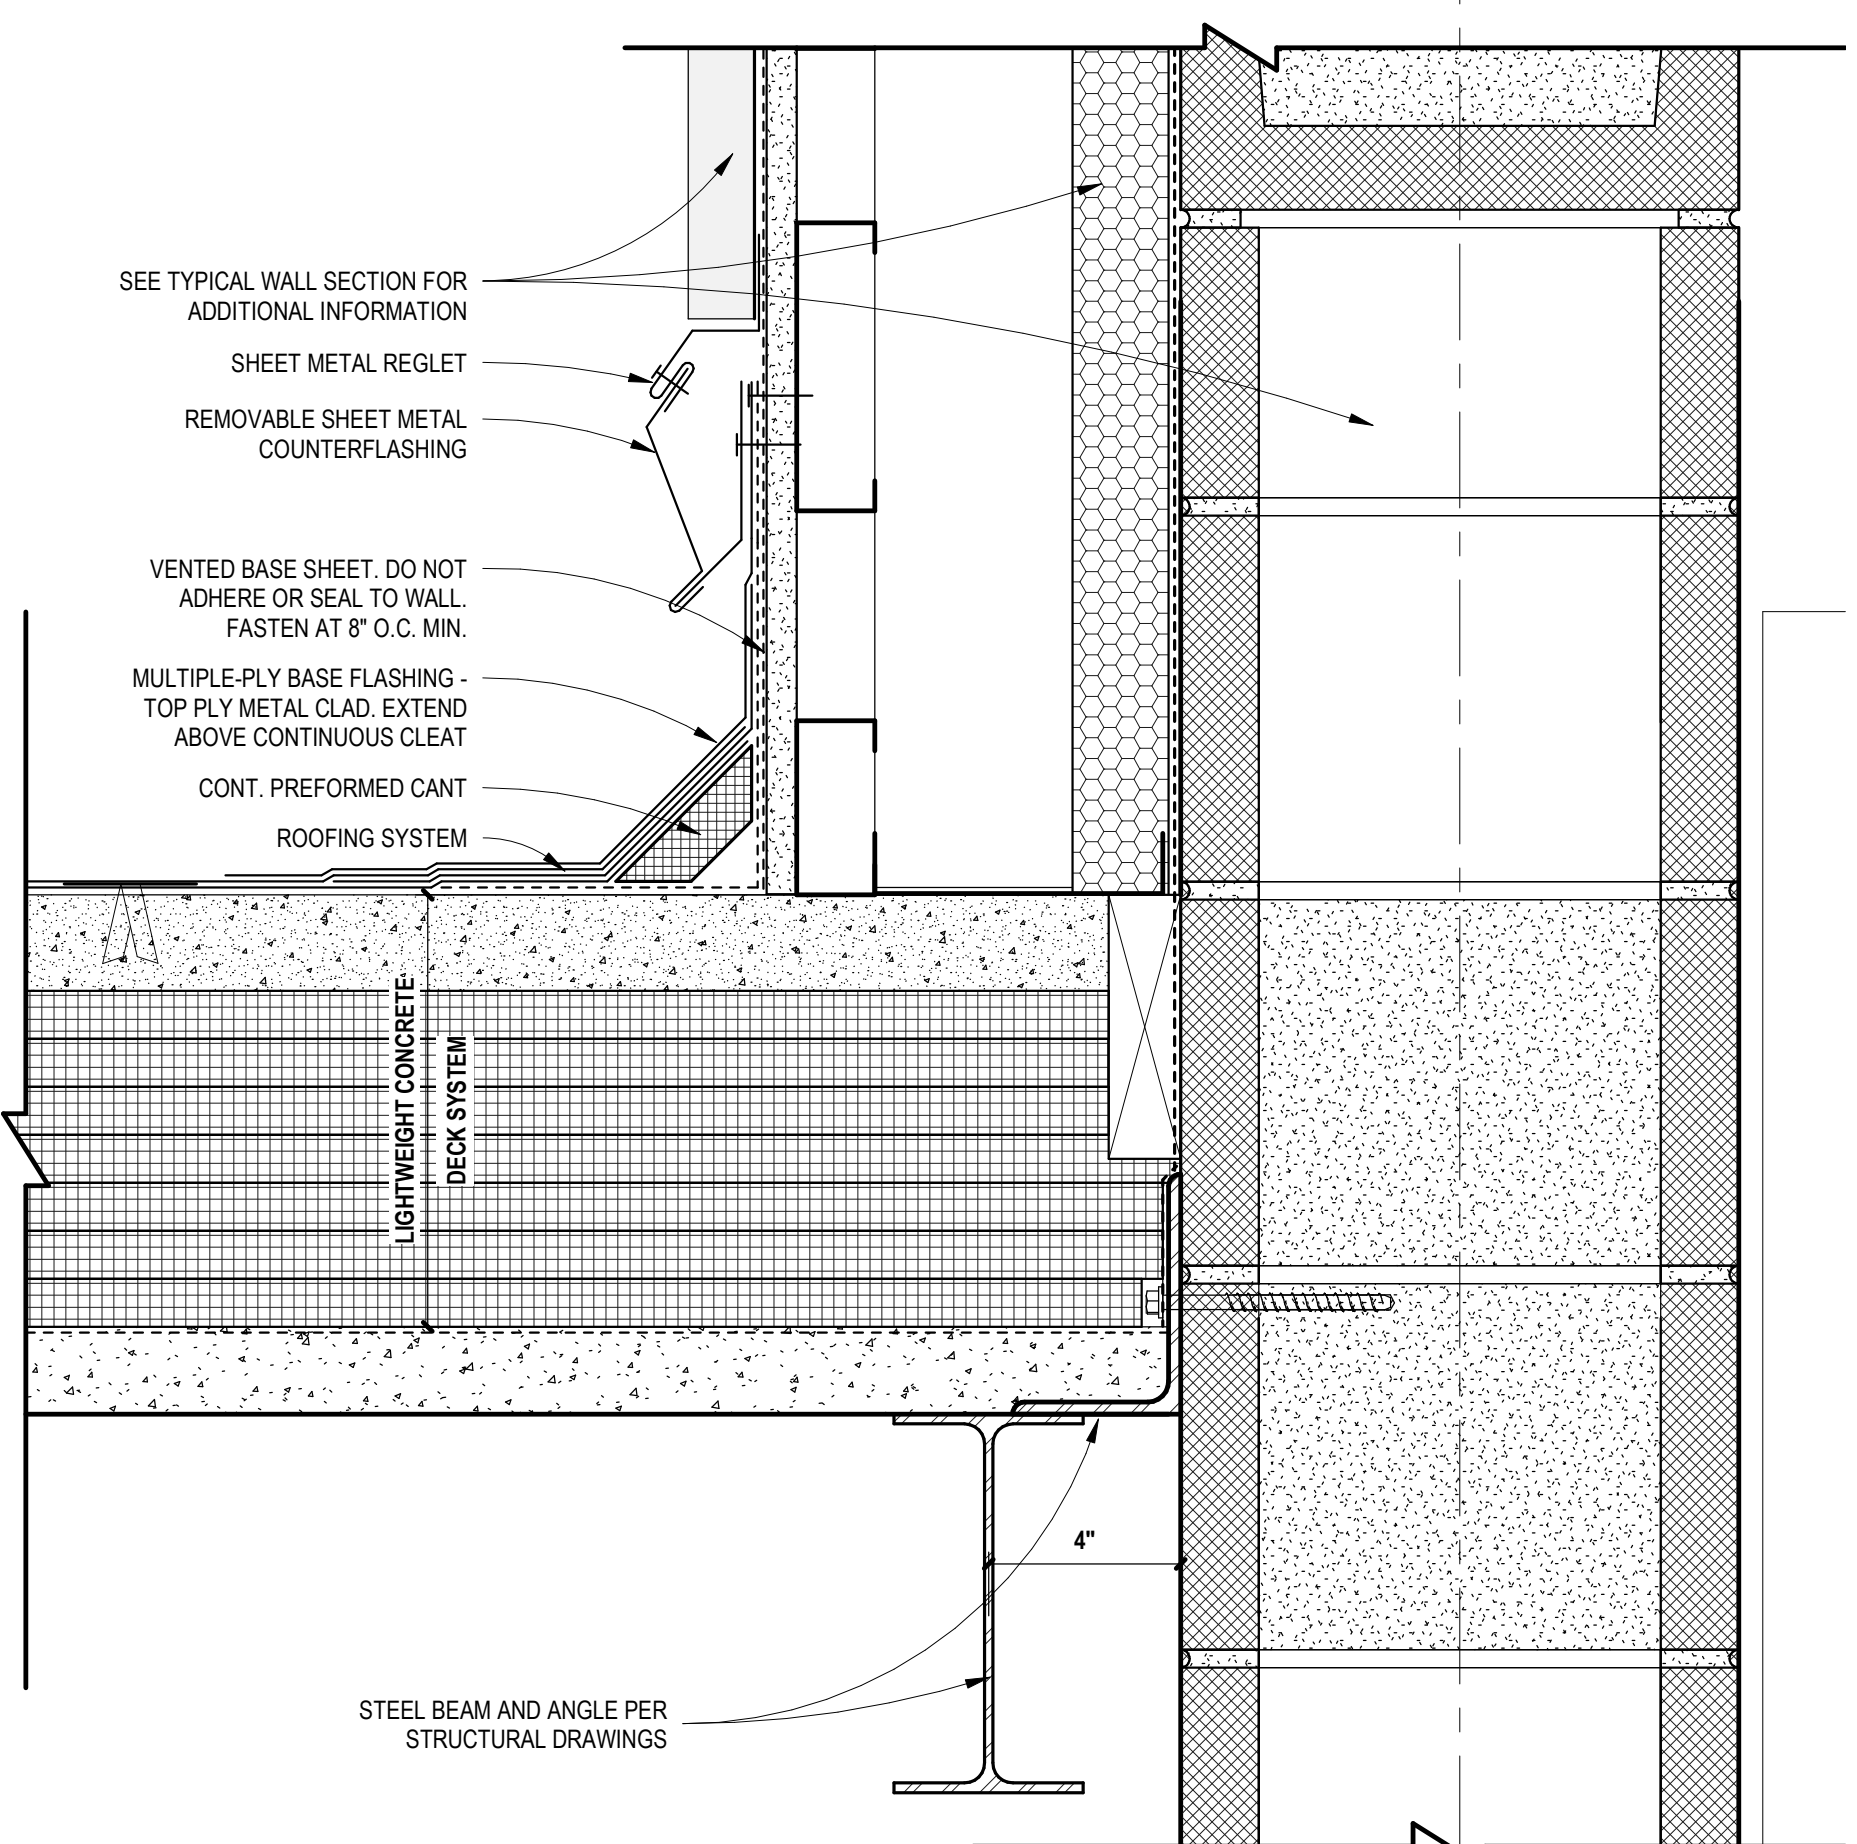 SEE TYPICAL WALL SECTION FOR
ADDITIONAL INFORMATION
SHEET METAL REGLET
REMOVABLE SHEET METAL
COUNTERFLASHING
VENTED BASE SHEET. DO NOT
ADHERE OR SEAL TO WALL.
FASTEN AT 8" O.C. MIN.
MULTIPLE-PLY BASE FLASHING -
TOP PLY METAL CLAD. EXTEND
ABOVE CONTINUOUS CLEAT
CONT. PREFORMED CANT
ROOFING SYSTEM
LIGHTWEIGHT CONCRETE
DECK SYSTEM
4"
STEEL BEAM AND ANGLE PER
STRUCTURAL DRAWINGS